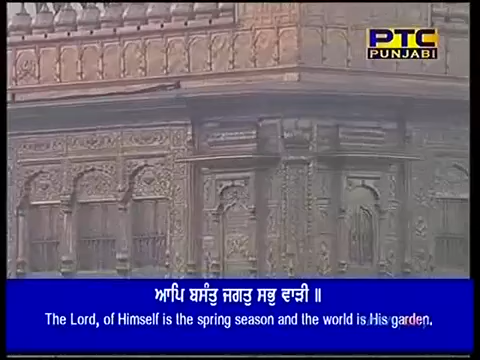 PTC
PUNJABI
ਆਪਿ ਬਸੰਤੁ ਜਗਤੁ ਸਭੁ ਵਾੜੀ ॥
The Lord, of Himself is the spring season and the world is His garden.